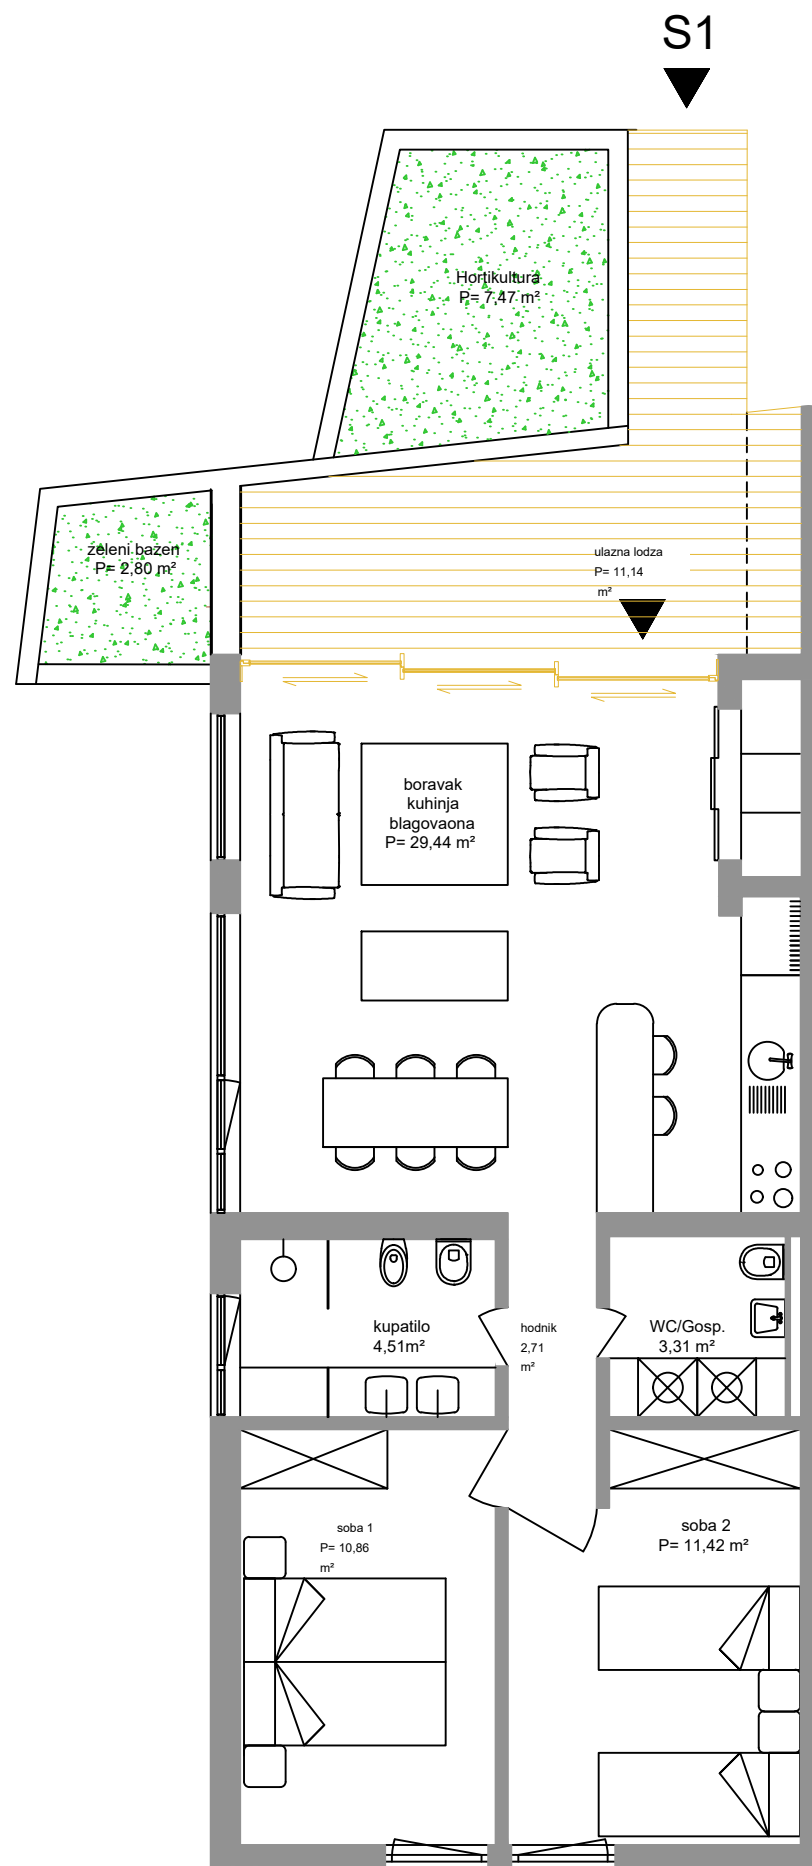 S1
Hortikultura
P= 7,47 m²
zeleni bazen
P= 2,80 m²
ulazna lodza
P= 11,14
m²
boravak
kuhinja
blagovaona
P= 29,44 m²
kupatilo
4,51m²
hodnik
2,71
m²
WC/Gosp.
3,31 m²
soba 1
P= 10,86
m²
soba 2
P= 11,42 m²